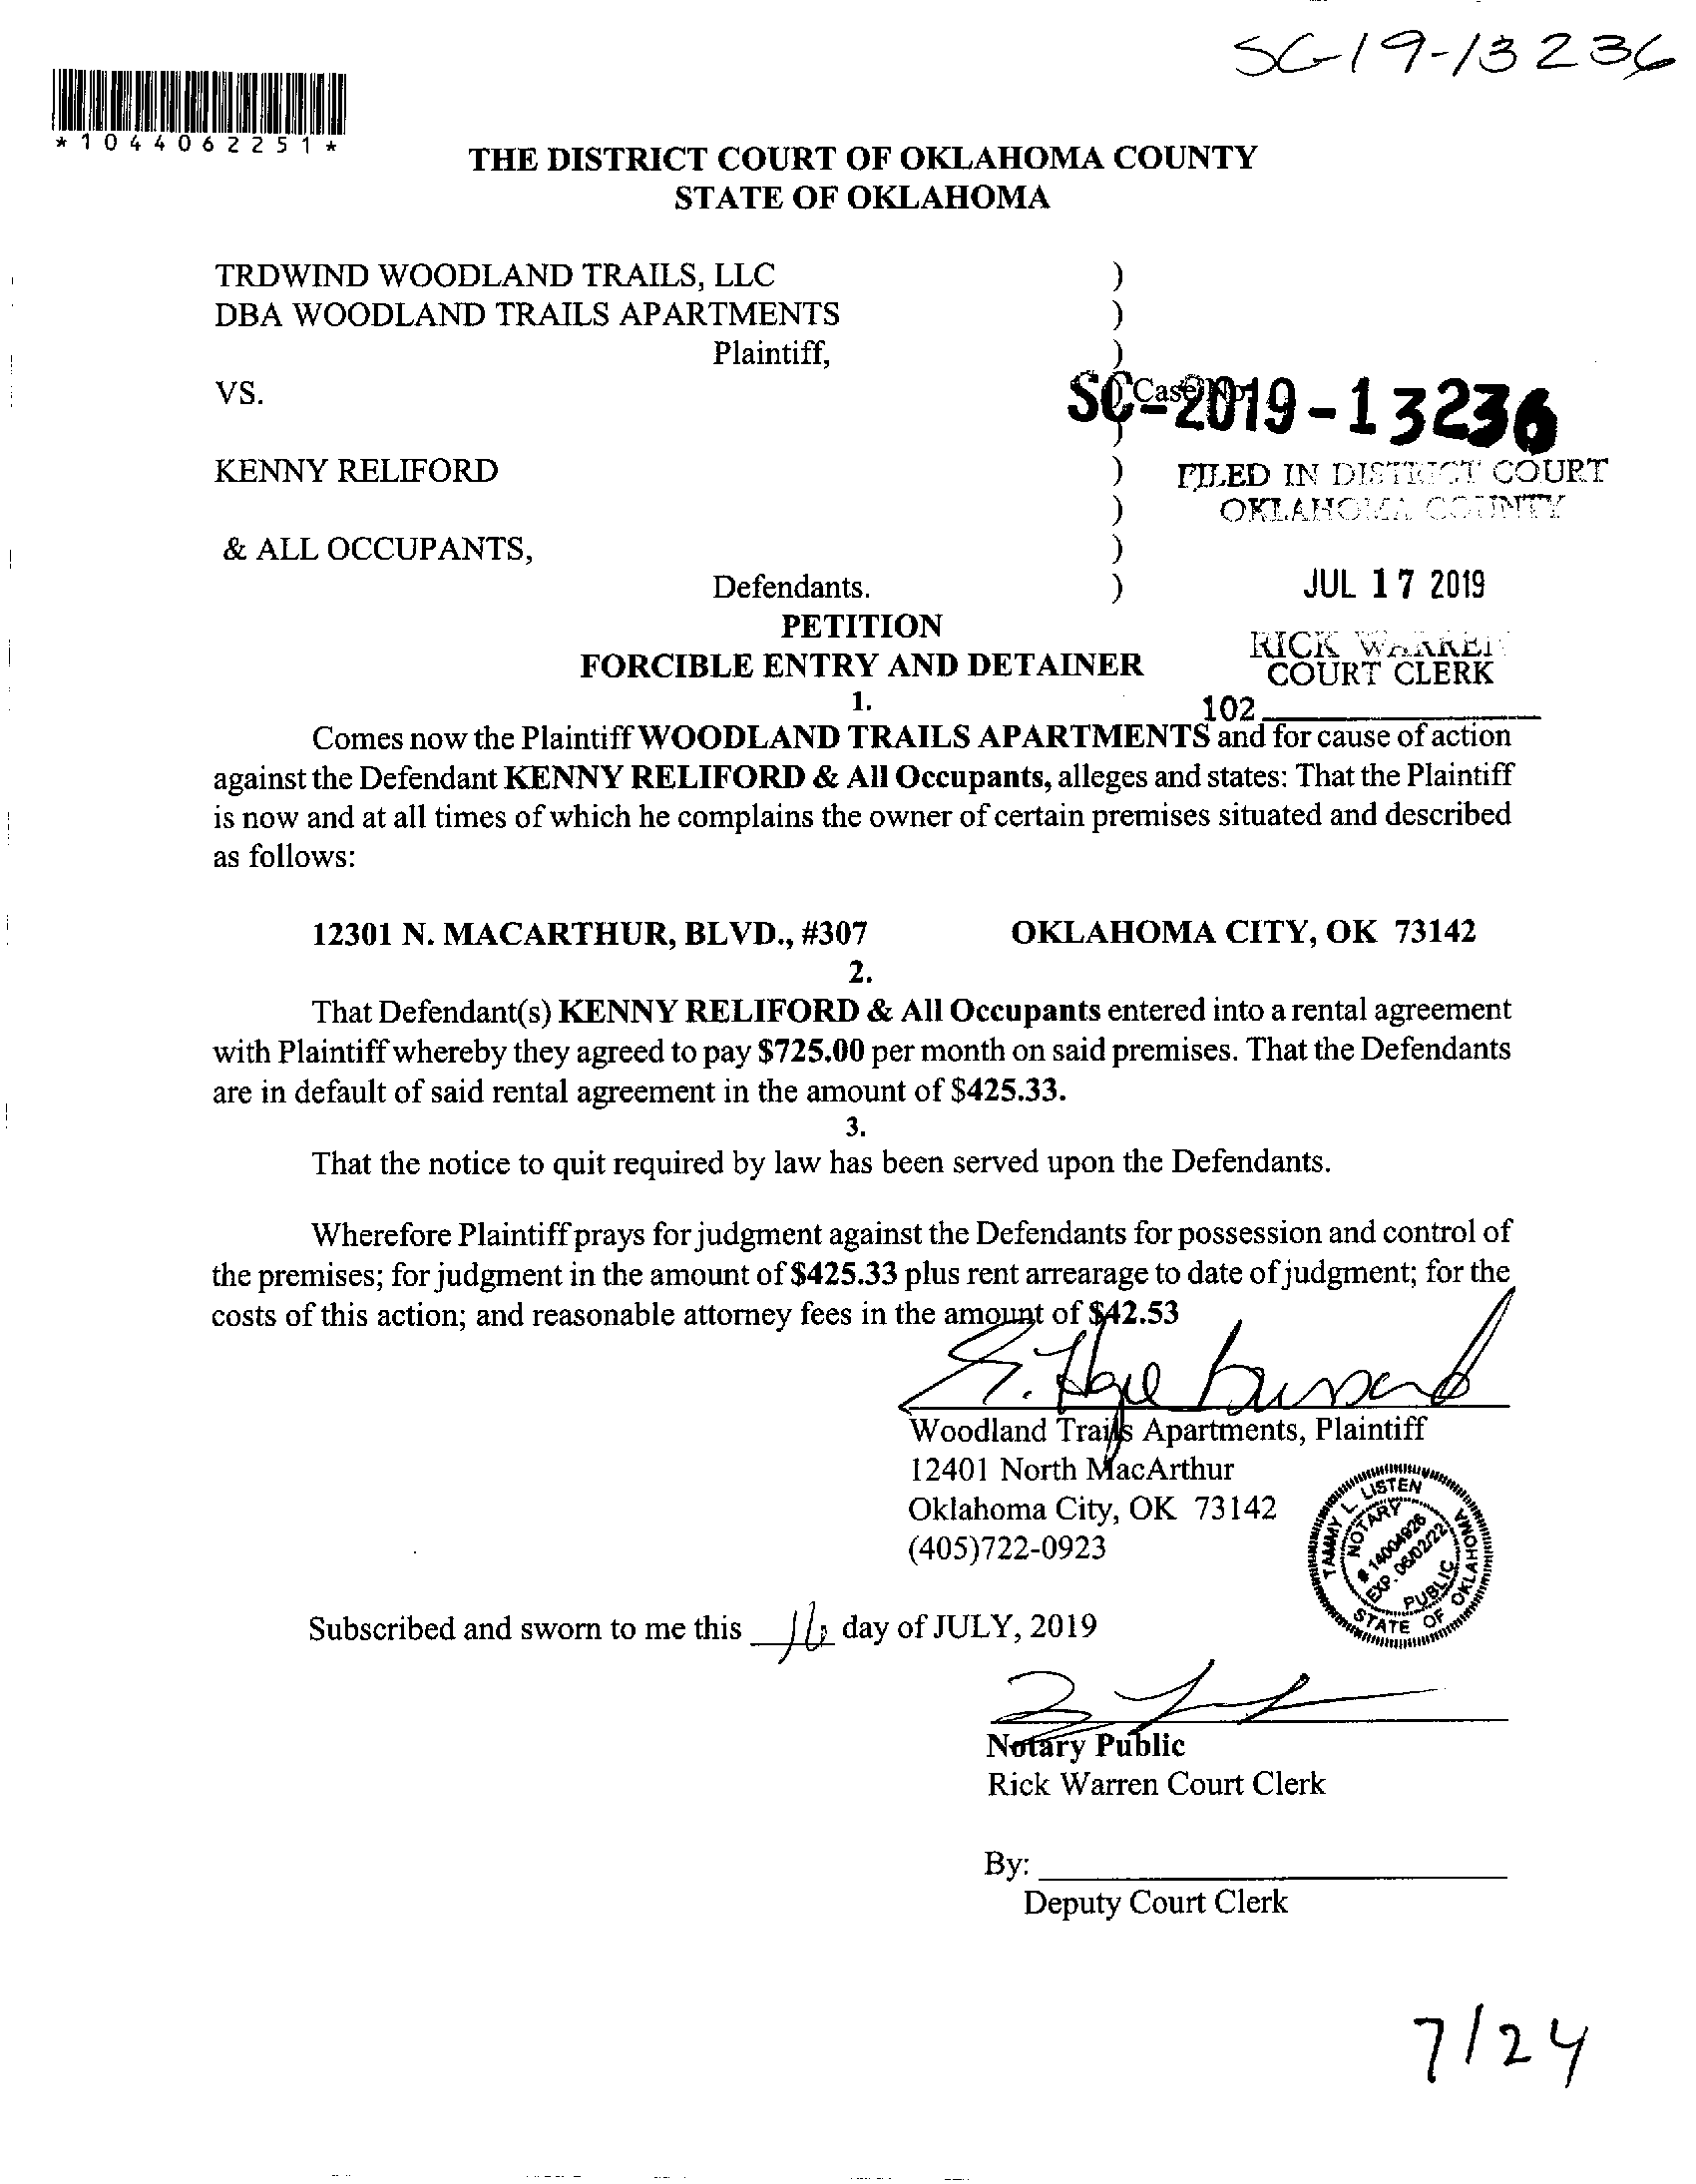 SC-19-13236
*1044062251*
THE DISTRICT COURT OF OKLAHOMA COUNTY
STATE OF OKLAHOMA
TRDWIND WOODLAND TRAILS, LLC )
DBA WOODLAND TRAILS APARTMENTS )
Plaintiff, )
VS. ) Case No.
SC-2019-13236
KENNY RELIFORD )
FILED IN DISTRICT COURT
OKLAHOMA COUNTY
)
& ALL OCCUPANTS, )
Defendants. )
JUL 17 2019
PETITION
RICK WARREN
FORCIBLE ENTRY AND DETAINER
COURT CLERK
1.
102
Comes now the Plaintiff WOODLAND TRAILS APARTMENTS and for cause of action
against the Defendant KENNY RELIFORD & All Occupants, alleges and states: That the Plaintiff
is now and at all times of which he complains the owner of certain premises situated and described
as follows:
12301 N. MACARTHUR, BLVD., #307 OKLAHOMA CITY, OK 73142
2.
That Defendant(s) KENNY RELIFORD & All Occupants entered into a rental agreement
with Plaintiff whereby they agreed to pay $725.00 per month on said premises. That the Defendants
are in default of said rental agreement in the amount of $425.33.
3.
That the notice to quit required by law has been served upon the Defendants.
Wherefore Plaintiff prays for judgment against the Defendants for possession and control of
the premises; for judgment in the amount of $425.33 plus rent arrearage to date of judgment; for the
costs of this action; and reasonable attorney fees in the amount of $42.53
Woodland Trails Apartments, Plaintiff
12401 North MacArthur
Oklahoma City, OK 73142
(405)722-0923
TAMMY L. LISTEN
NOTARY
# 14004926
EXP. 06/02/22
PUBLIC
STATE OF OKLAHOMA
Subscribed and sworn to me this 16 day of JULY, 2019
Notary Public
Rick Warren Court Clerk
By:
Deputy Court Clerk
7/24